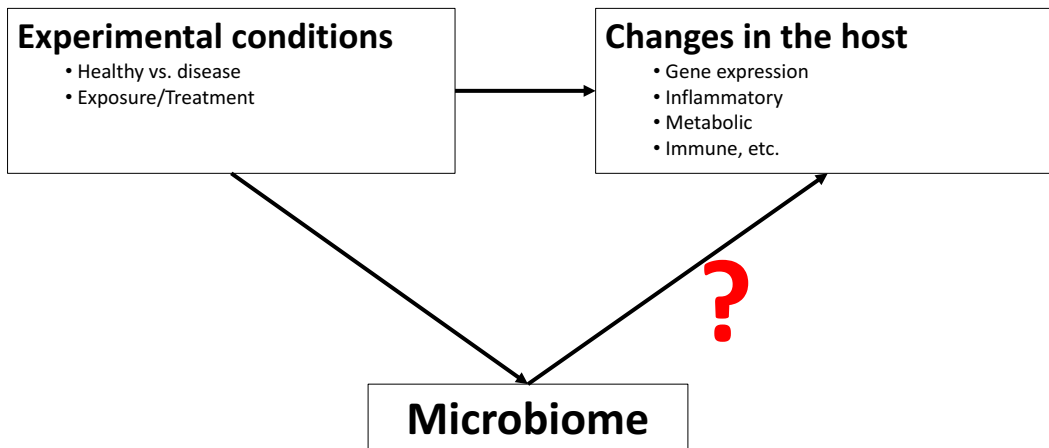 Experimental conditions
• Healthy vs. disease
• Exposure/Treatment
Changes in the host
• Gene expression
• Inflammatory
• Metabolic
• Immune, etc.
?
Microbiome